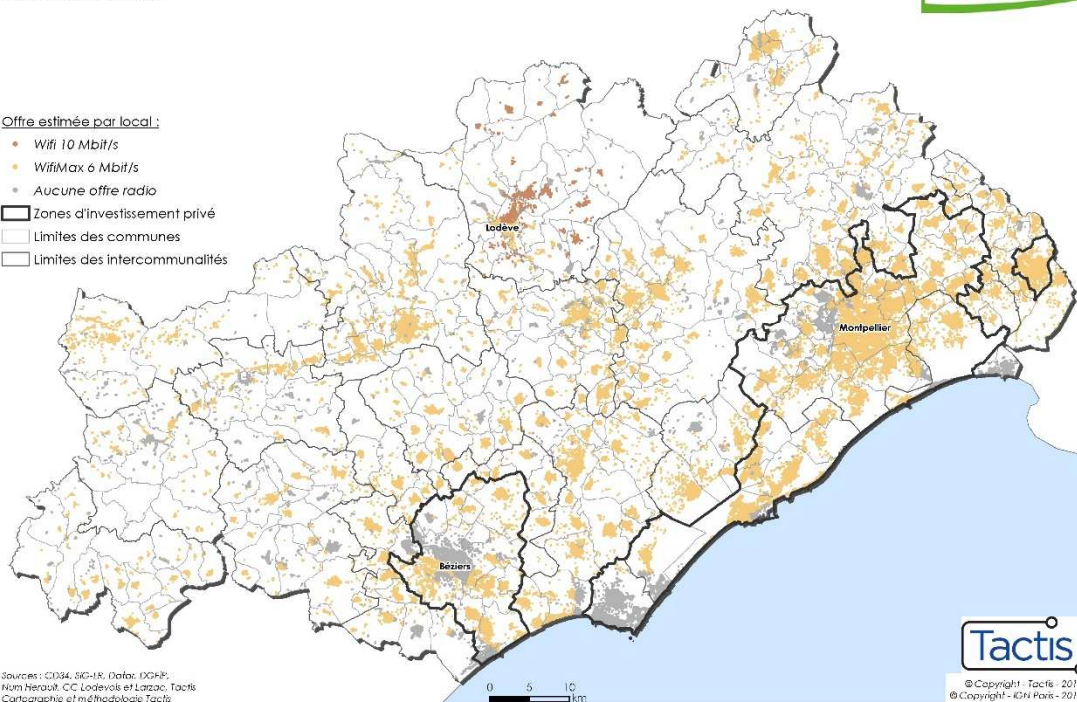 Offre estimée par local :
Wifi 10 Mbit/s
WifiMax 6 Mbit/s
Aucune offre radio
Zones d'investissement privé
Limites des communes
Limites des intercommunalités
Lodève
Montpellier
Béziers
Sources : CD34, SIG-LR, Datar, DGFiP,
Num Herault, CC Lodevois et Larzac, Tactis
Cartographie et méthodologie Tactis
0 5 10
km
Tactis
© Copyright - Tactis - 201
© Copyright - IGN Paris - 201